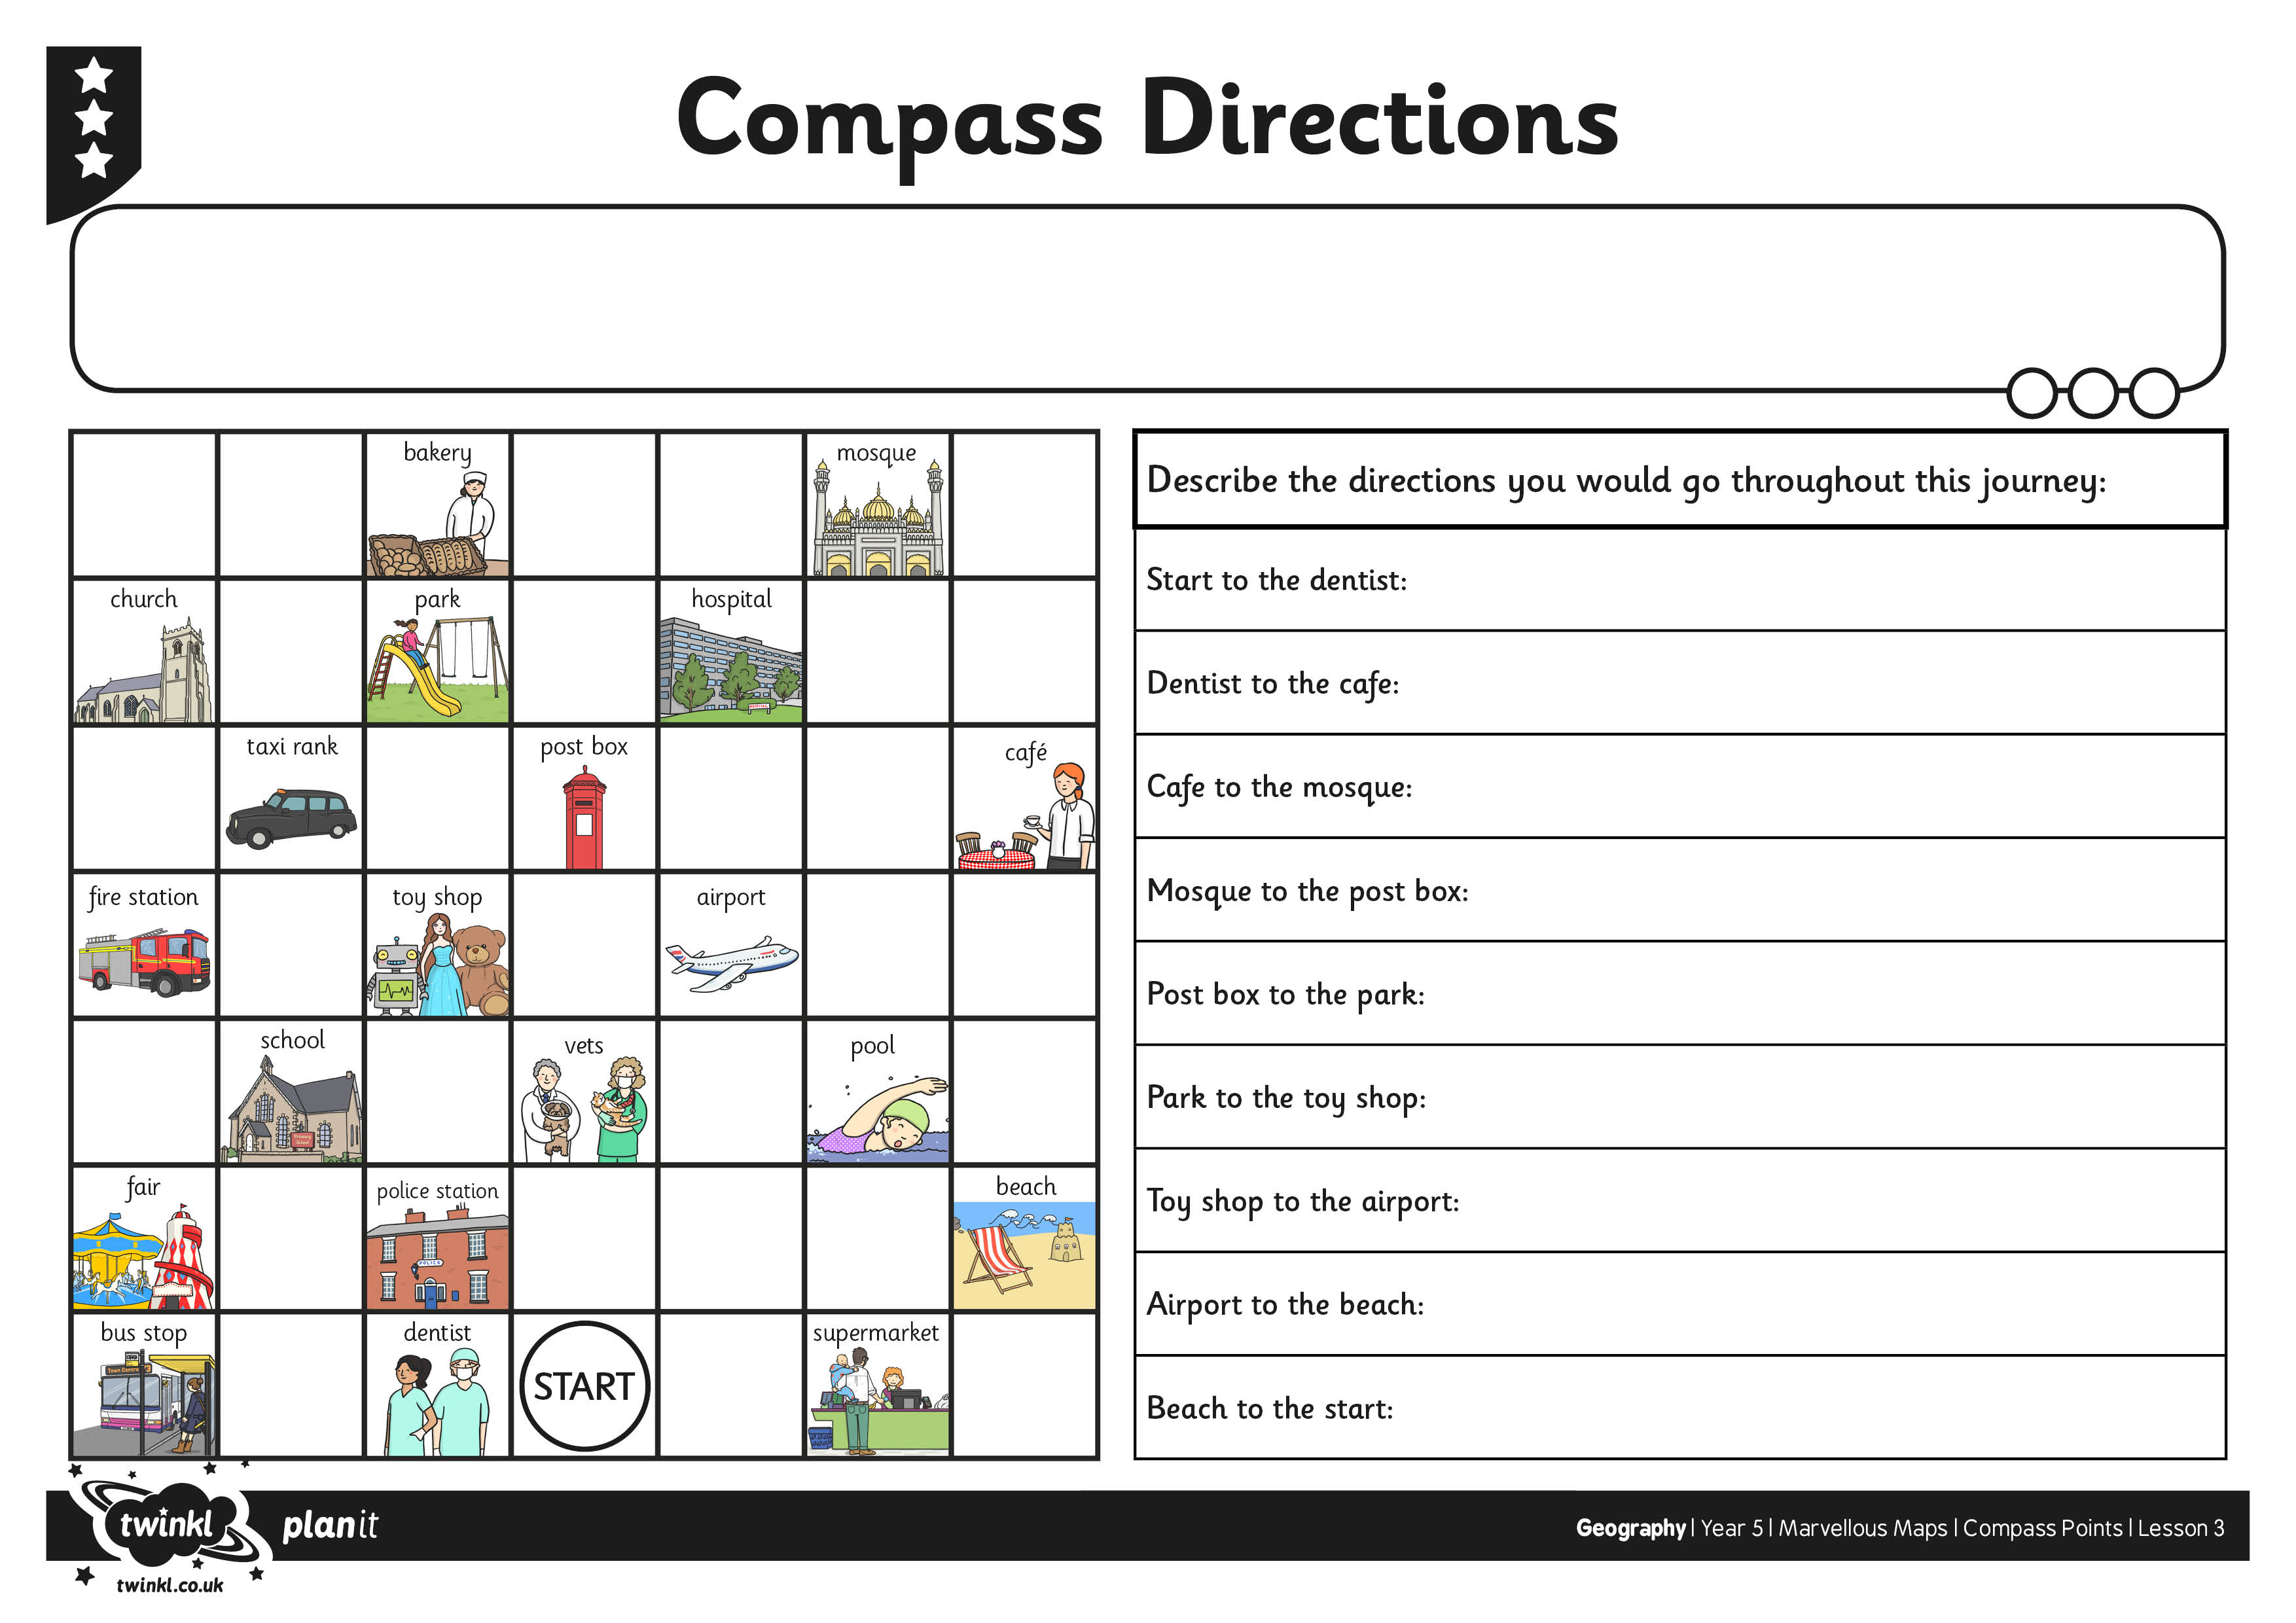 Compass Directions
bakery
mosque
church
park
hospital
taxi rank
post box
café
fire station
toy shop
airport
school
vets
pool
fair
police station
POLICE
beach
bus stop
dentist
START
supermarket
Describe the directions you would go throughout this journey:
Start to the dentist:
Dentist to the cafe:
Cafe to the mosque:
Mosque to the post box:
Post box to the park:
Park to the toy shop:
Toy shop to the airport:
Airport to the beach:
Beach to the start:
twinkl
planit
twinkl.co.uk
Geography | Year 5 | Marvellous Maps | Compass Points | Lesson 3